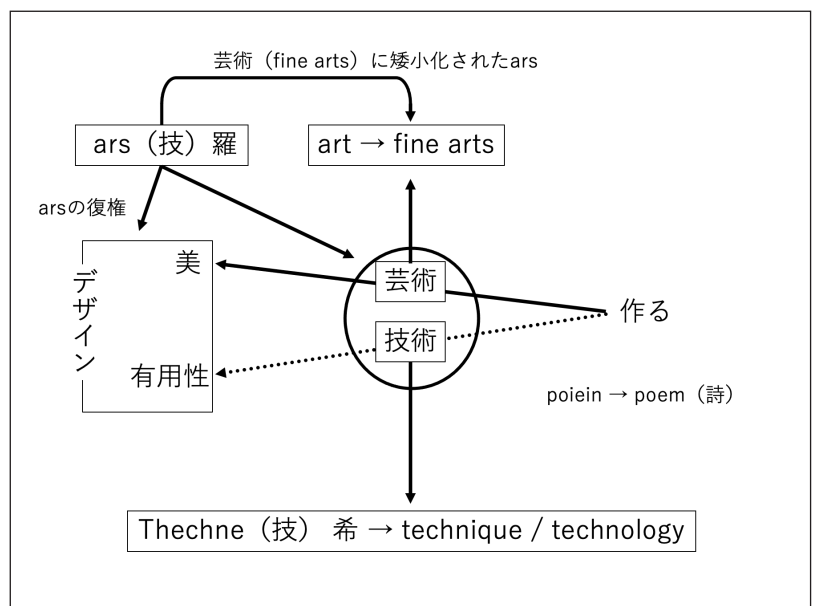 芸術（fine arts）に矮小化されたars
ars（技）羅
art → fine arts
arsの復権
デザイン
美
芸術
作る
技術
有用性
poiein → poem（詩）
Thechne（技） 希 → technique / technology